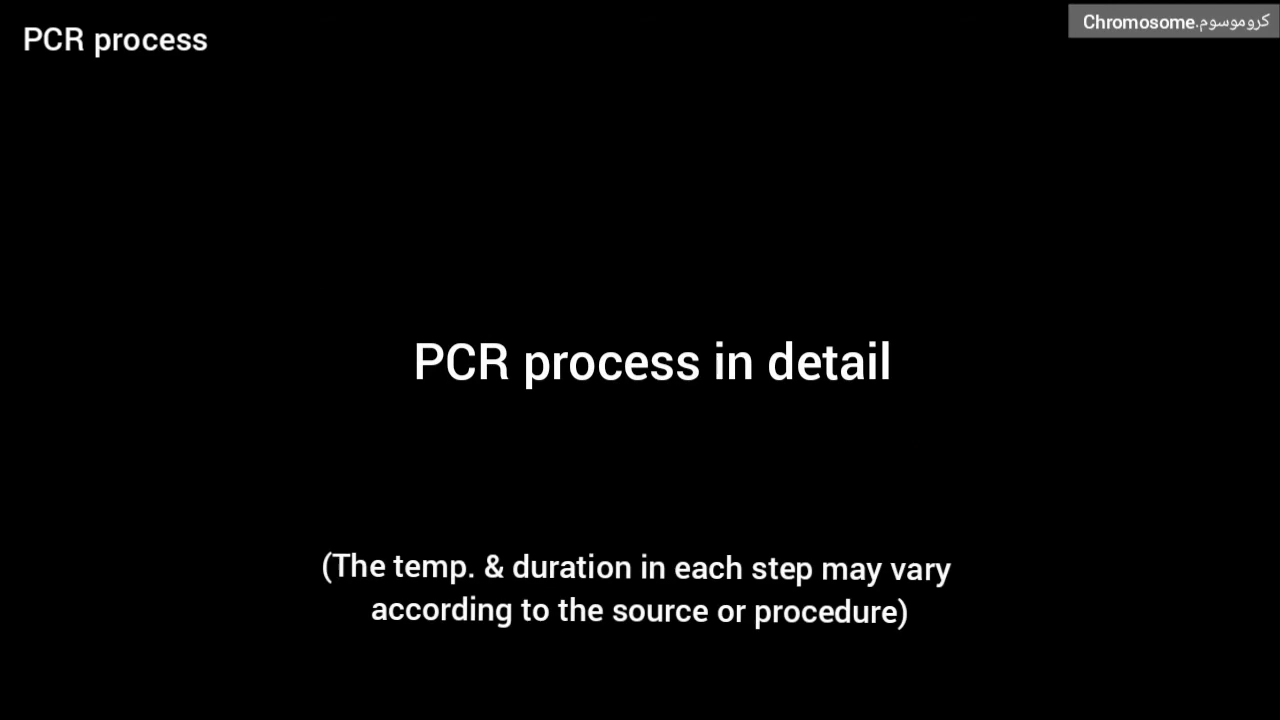 PCR process
Chromosome.كروموسوم
PCR process in detail
(The temp. & duration in each step may vary
according to the source or procedure)